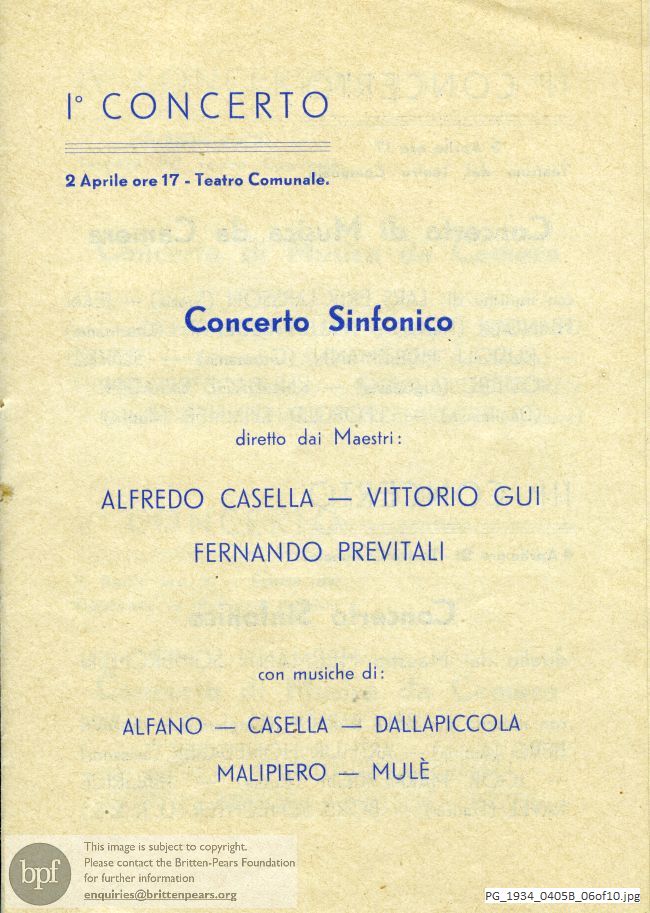 I° CONCERTO
2 Aprile ore 17 - Teatro Comunale.
Concerto Sinfonico
diretto dai Maestri:
ALFREDO CASELLA — VITTORIO GUI
FERNANDO PREVITALI
con musiche di:
ALFANO — CASELLA — DALLAPICCOLA
MALIPIERO — MULÈ
bpf
This image is subject to copyright.
Please contact the Britten-Pears Foundation
for further information
enquiries@brittenpears.org
PG_1934_0405B_06of10.jpg